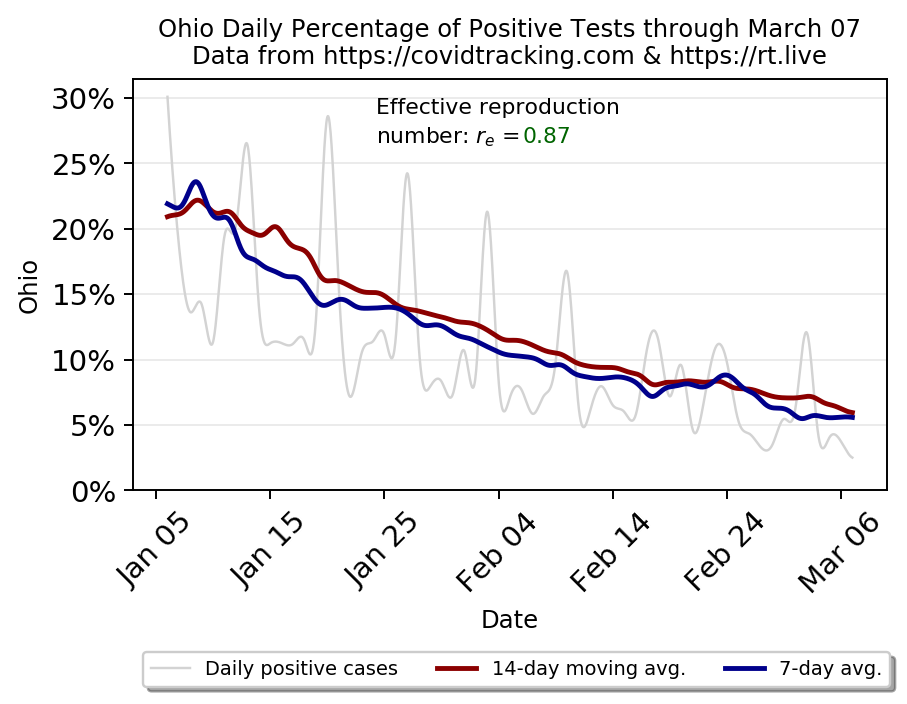 Ohio Daily Percentage of Positive Tests through March 07
Data from https://covidtracking.com & https://rt.live
Effective reproduction
number: rₑ = 0.87
30%
25%
20%
15%
10%
5%
0%
Ohio
Jan 05
Jan 15
Jan 25
Feb 04
Feb 14
Feb 24
Mar 06
Date
Daily positive cases
14-day moving avg.
7-day avg.